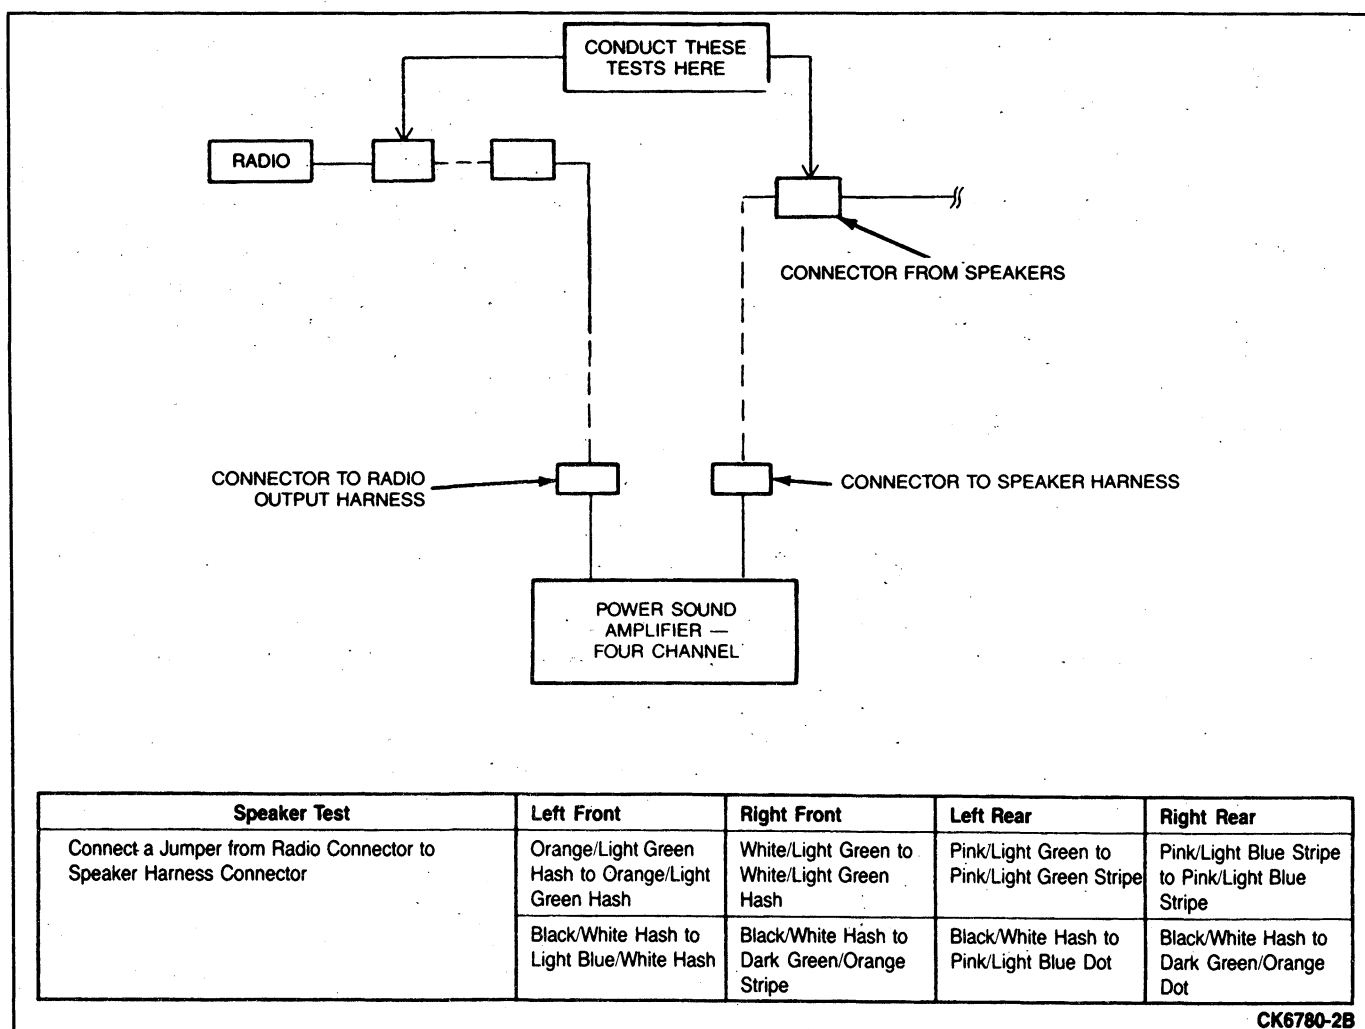 CONDUCT THESE
TESTS HERE
RADIO
CONNECTOR FROM SPEAKERS
CONNECTOR TO RADIO
OUTPUT HARNESS
CONNECTOR TO SPEAKER HARNESS
POWER SOUND
AMPLIFIER —
FOUR CHANNEL
Speaker Test
Left Front
Right Front
Left Rear
Right Rear
Connect a Jumper from Radio Connector to
Speaker Harness Connector
Orange/Light Green
Hash to Orange/Light
Green Hash
White/Light Green to
White/Light Green
Hash
Pink/Light Green to
Pink/Light Green Stripe
Pink/Light Blue Stripe
to Pink/Light Blue
Stripe
Black/White Hash to
Light Blue/White Hash
Black/White Hash to
Dark Green/Orange
Stripe
Black/White Hash to
Pink/Light Blue Dot
Black/White Hash to
Dark Green/Orange
Dot
CK6780-2B